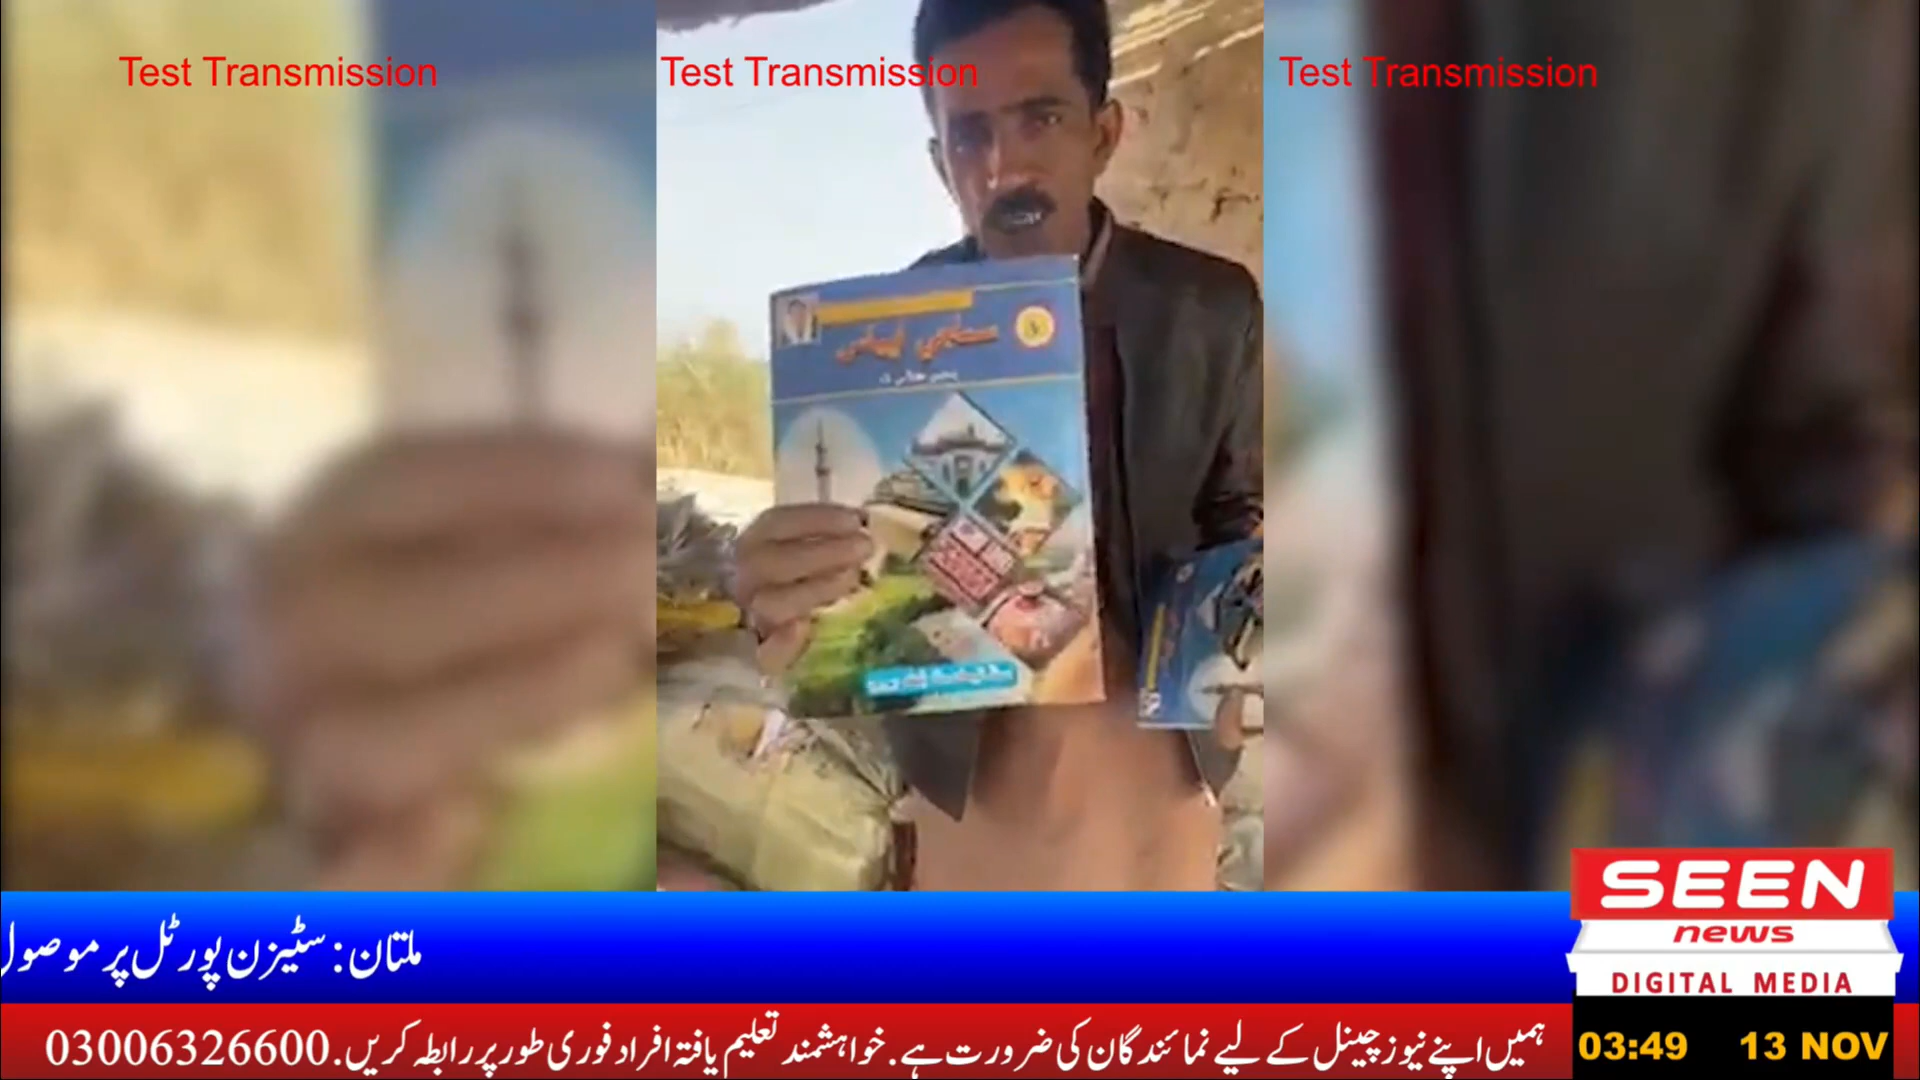 Test Transmission
Test Transmission
Test Transmission
ملتان: سٹیزن پورٹل پر موصول
SEEN
news
DIGITAL MEDIA
ہمیں اپنے نیوز چینل کے لیے نمائندگان کی ضرورت ہے. خواہشمند تعلیم یافتہ افراد فوری طور پر رابطہ کریں. 03006326600
03:49 13 NOV